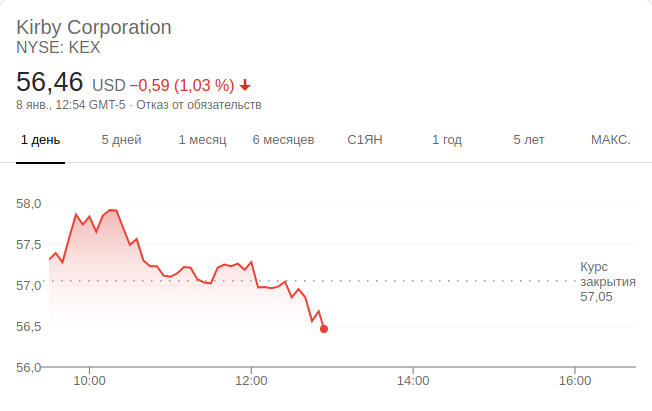 Kirby Corporation
NYSE: KEX
56,46 USD −0,59 (1,03 %)
8 янв., 12:54 GMT-5 · Отказ от обязательств
1 день 5 дней 1 месяц 6 месяцев С1ЯН 1 год 5 лет МАКС.
58,0
57,5
57,0
56,5
56,0
Курс
закрытия
57,05
10:00 12:00 14:00 16:00